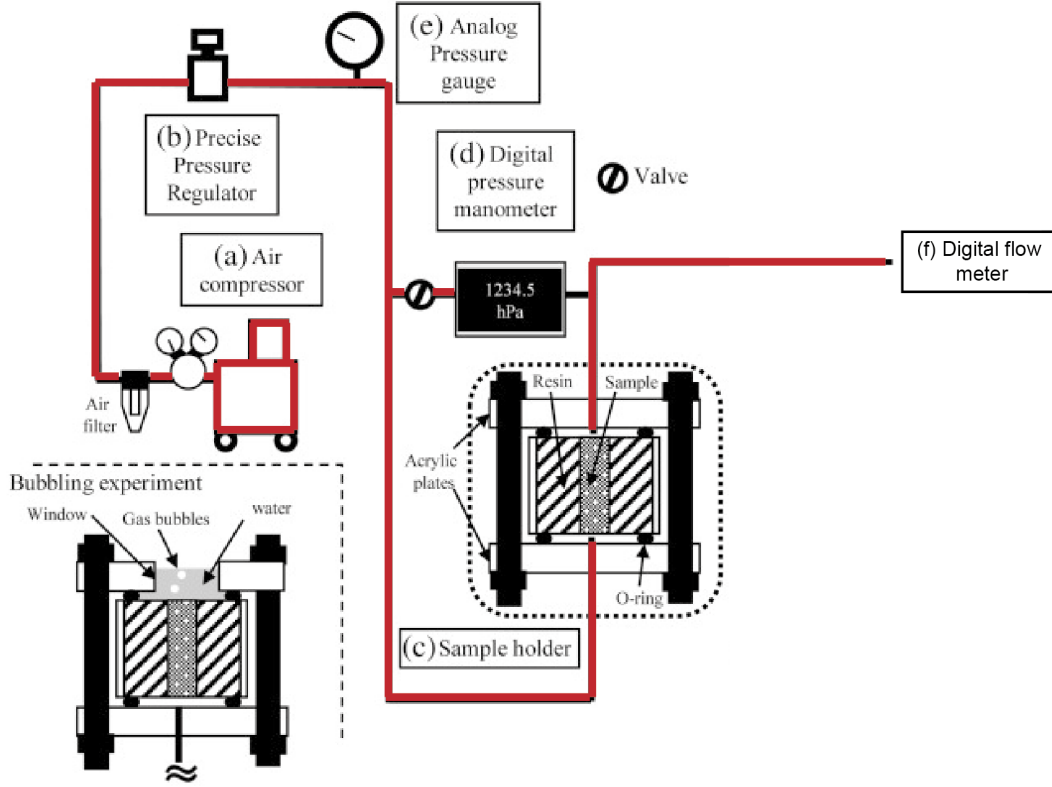 (e) Analog
Pressure
gauge
(b) Precise
Pressure
Regulator
(d) Digital
pressure
manometer
Valve
(a) Air
compressor
(f) Digital flow
meter
1234.5
hPa
Air
filter
Resin
Sample
Acrylic
plates
O-ring
(c) Sample holder
Bubbling experiment
Window
Gas bubbles
water